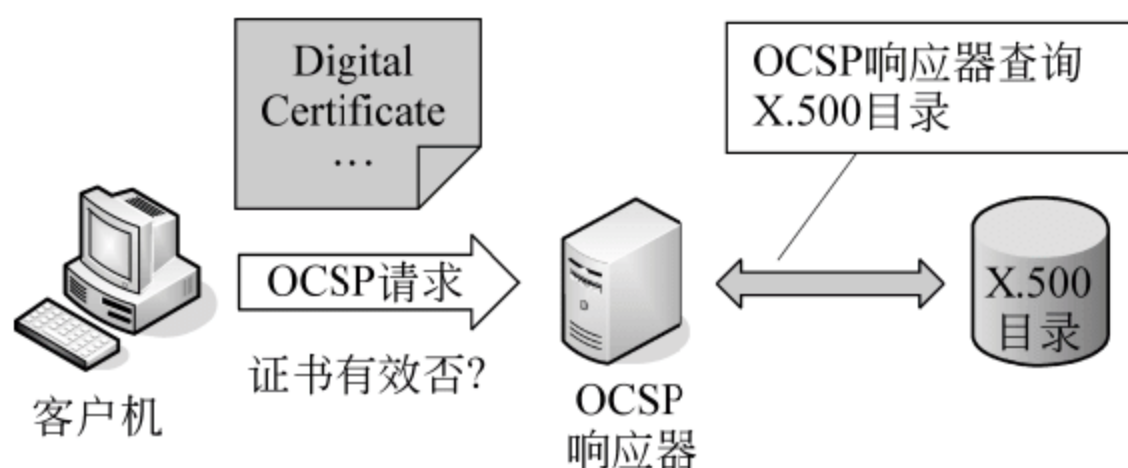 Digital
Certificate
…
OCSP响应器查询
X.500目录
OCSP请求
证书有效否?
客户机
OCSP
响应器
X.500
目录